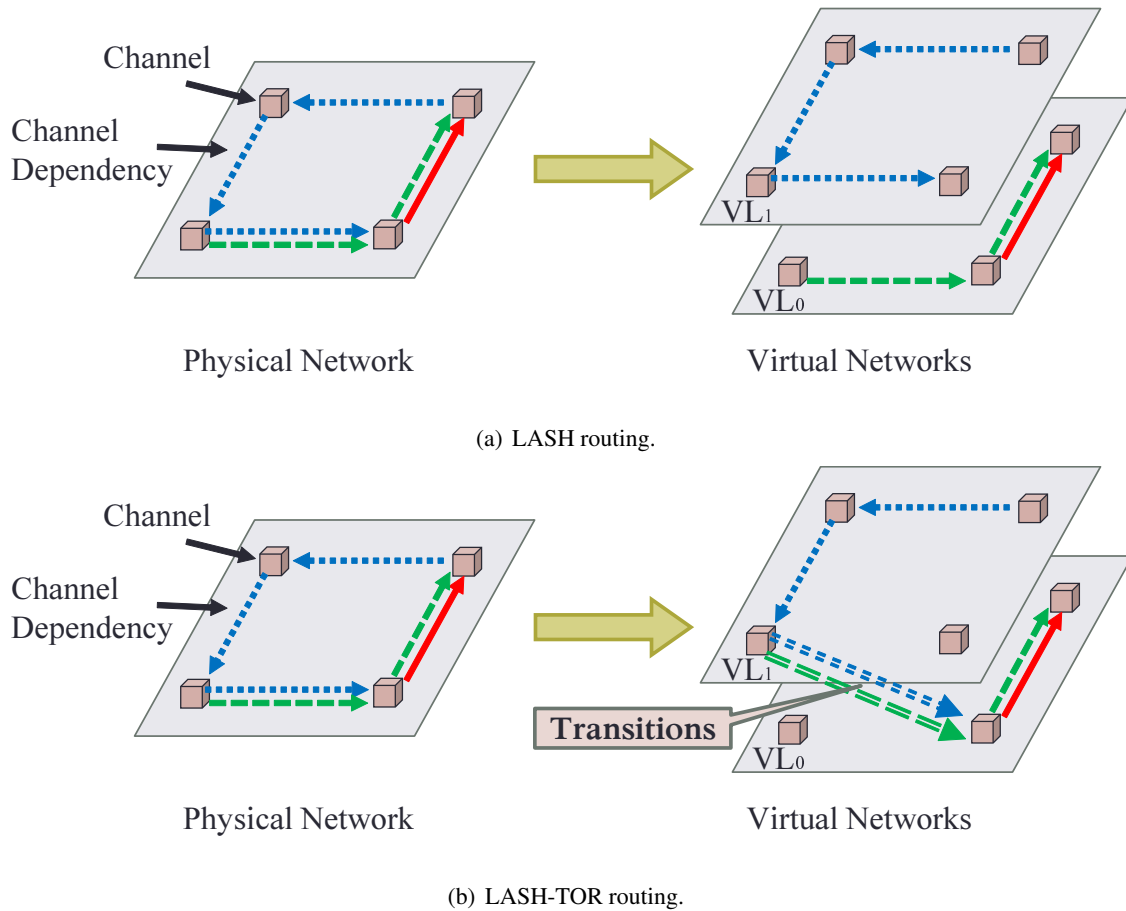 Channel
Channel
Dependency
VL1
VL0
Physical Network
Virtual Networks
(a) LASH routing.
Channel
Channel
Dependency
VL1
Transitions
VL0
Physical Network
Virtual Networks
(b) LASH-TOR routing.